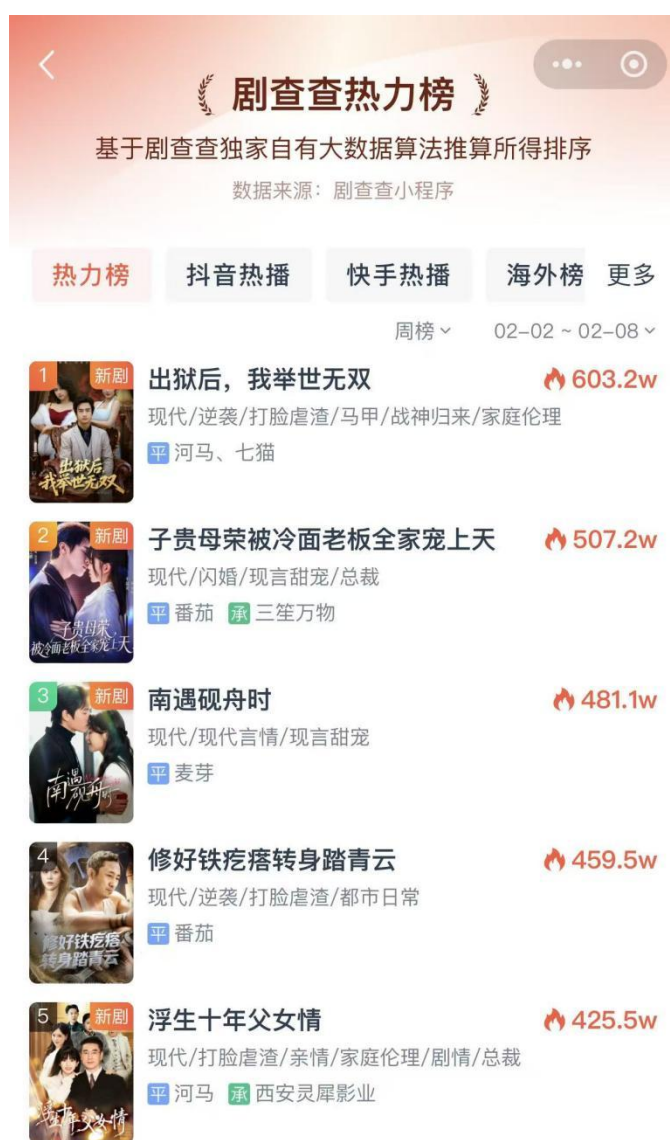 剧查查热力榜
基于剧查查独家自有大数据算法推算所得排序
数据来源：剧查查小程序
热力榜 抖音热播 快手热播 海外榜 更多
周榜 02-02 ~ 02-08
1 新剧
出狱后，我举世无双 603.2w
现代/逆袭/打脸虐渣/马甲/战神归来/家庭伦理
平 河马、七猫
出狱后
我举世无双
2 新剧
子贵母荣被冷面老板全家宠上天 507.2w
现代/闪婚/现言甜宠/总裁
平 番茄 承 三笙万物
子贵母荣，
被冷面老板全家宠上天
3 新剧
南遇砚舟时 481.1w
现代/现代言情/现言甜宠
平 麦芽
南遇
砚舟时
4
修好铁疙瘩转身踏青云 459.5w
现代/逆袭/打脸虐渣/都市日常
平 番茄
修好铁疙瘩
转身踏青云
5 新剧
浮生十年父女情 425.5w
现代/打脸虐渣/亲情/家庭伦理/剧情/总裁
平 河马 承 西安灵犀影业
浮生十年父女情